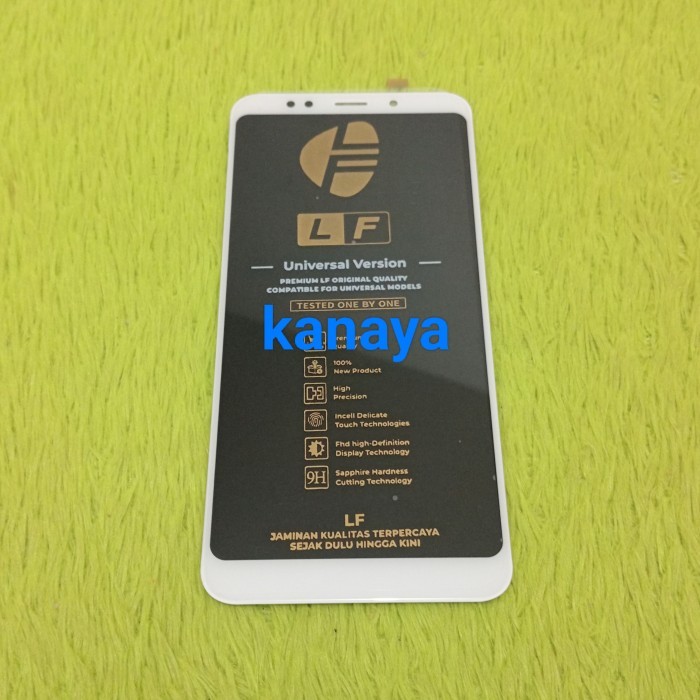 LF
Universal Version
PREMIUM LF ORIGINAL QUALITY
COMPATIBLE FOR UNIVERSAL MODELS
TESTED ONE BY ONE
kanaya
100%
New Product
High
Precision
Incell Delicate
Touch Technologies
Fhd high-Definition
Display Technology
9H
Sapphire Hardness
Cutting Technology
LF
JAMINAN KUALITAS TERPERCAYA
SEJAK DULU HINGGA KINI